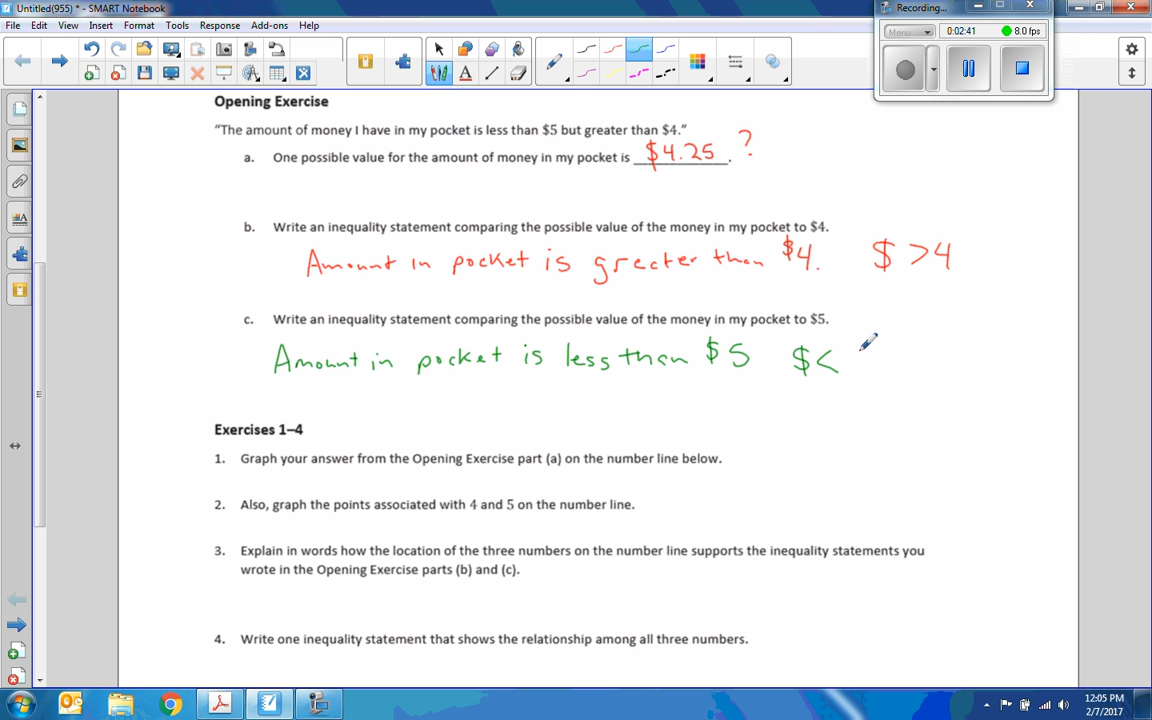 Untitled(955) * - SMART Notebook
Recording...
File Edit View Insert Format Tools Response Add-ons Help
Menu 0:02:41 8.0 fps
Opening Exercise
“The amount of money I have in my pocket is less than $5 but greater than $4.”
a. One possible value for the amount of money in my pocket is $4.25. ?
b. Write an inequality statement comparing the possible value of the money in my pocket to $4.
Amount in pocket is greater than $4. $ >4
c. Write an inequality statement comparing the possible value of the money in my pocket to $5.
Amount in pocket is less than $5 $<
Exercises 1–4
1. Graph your answer from the Opening Exercise part (a) on the number line below.
2. Also, graph the points associated with 4 and 5 on the number line.
3. Explain in words how the location of the three numbers on the number line supports the inequality statements you
wrote in the Opening Exercise parts (b) and (c).
4. Write one inequality statement that shows the relationship among all three numbers.
12:05 PM
2/7/2017